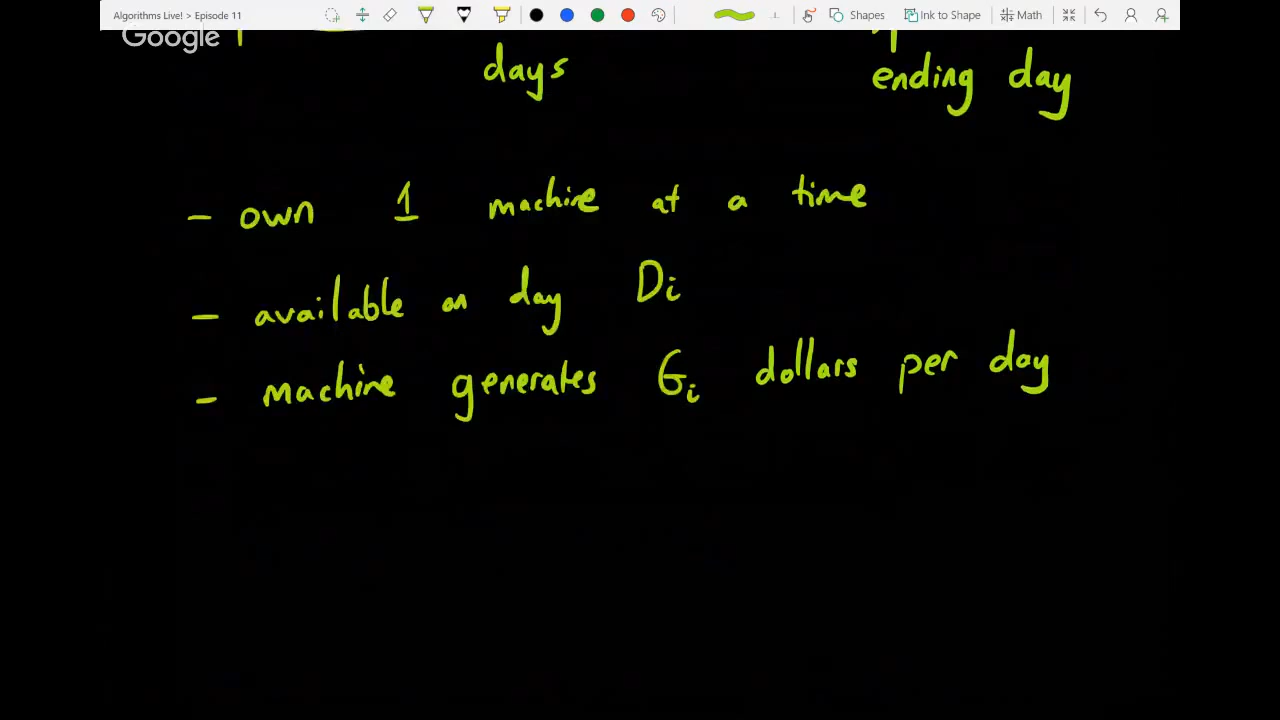 Algorithms Live! > Episode 11 Shapes Ink to Shape Math
Google
days
ending day
- own 1 machine at a time
- available on day Di
- machine generates Gi dollars per day